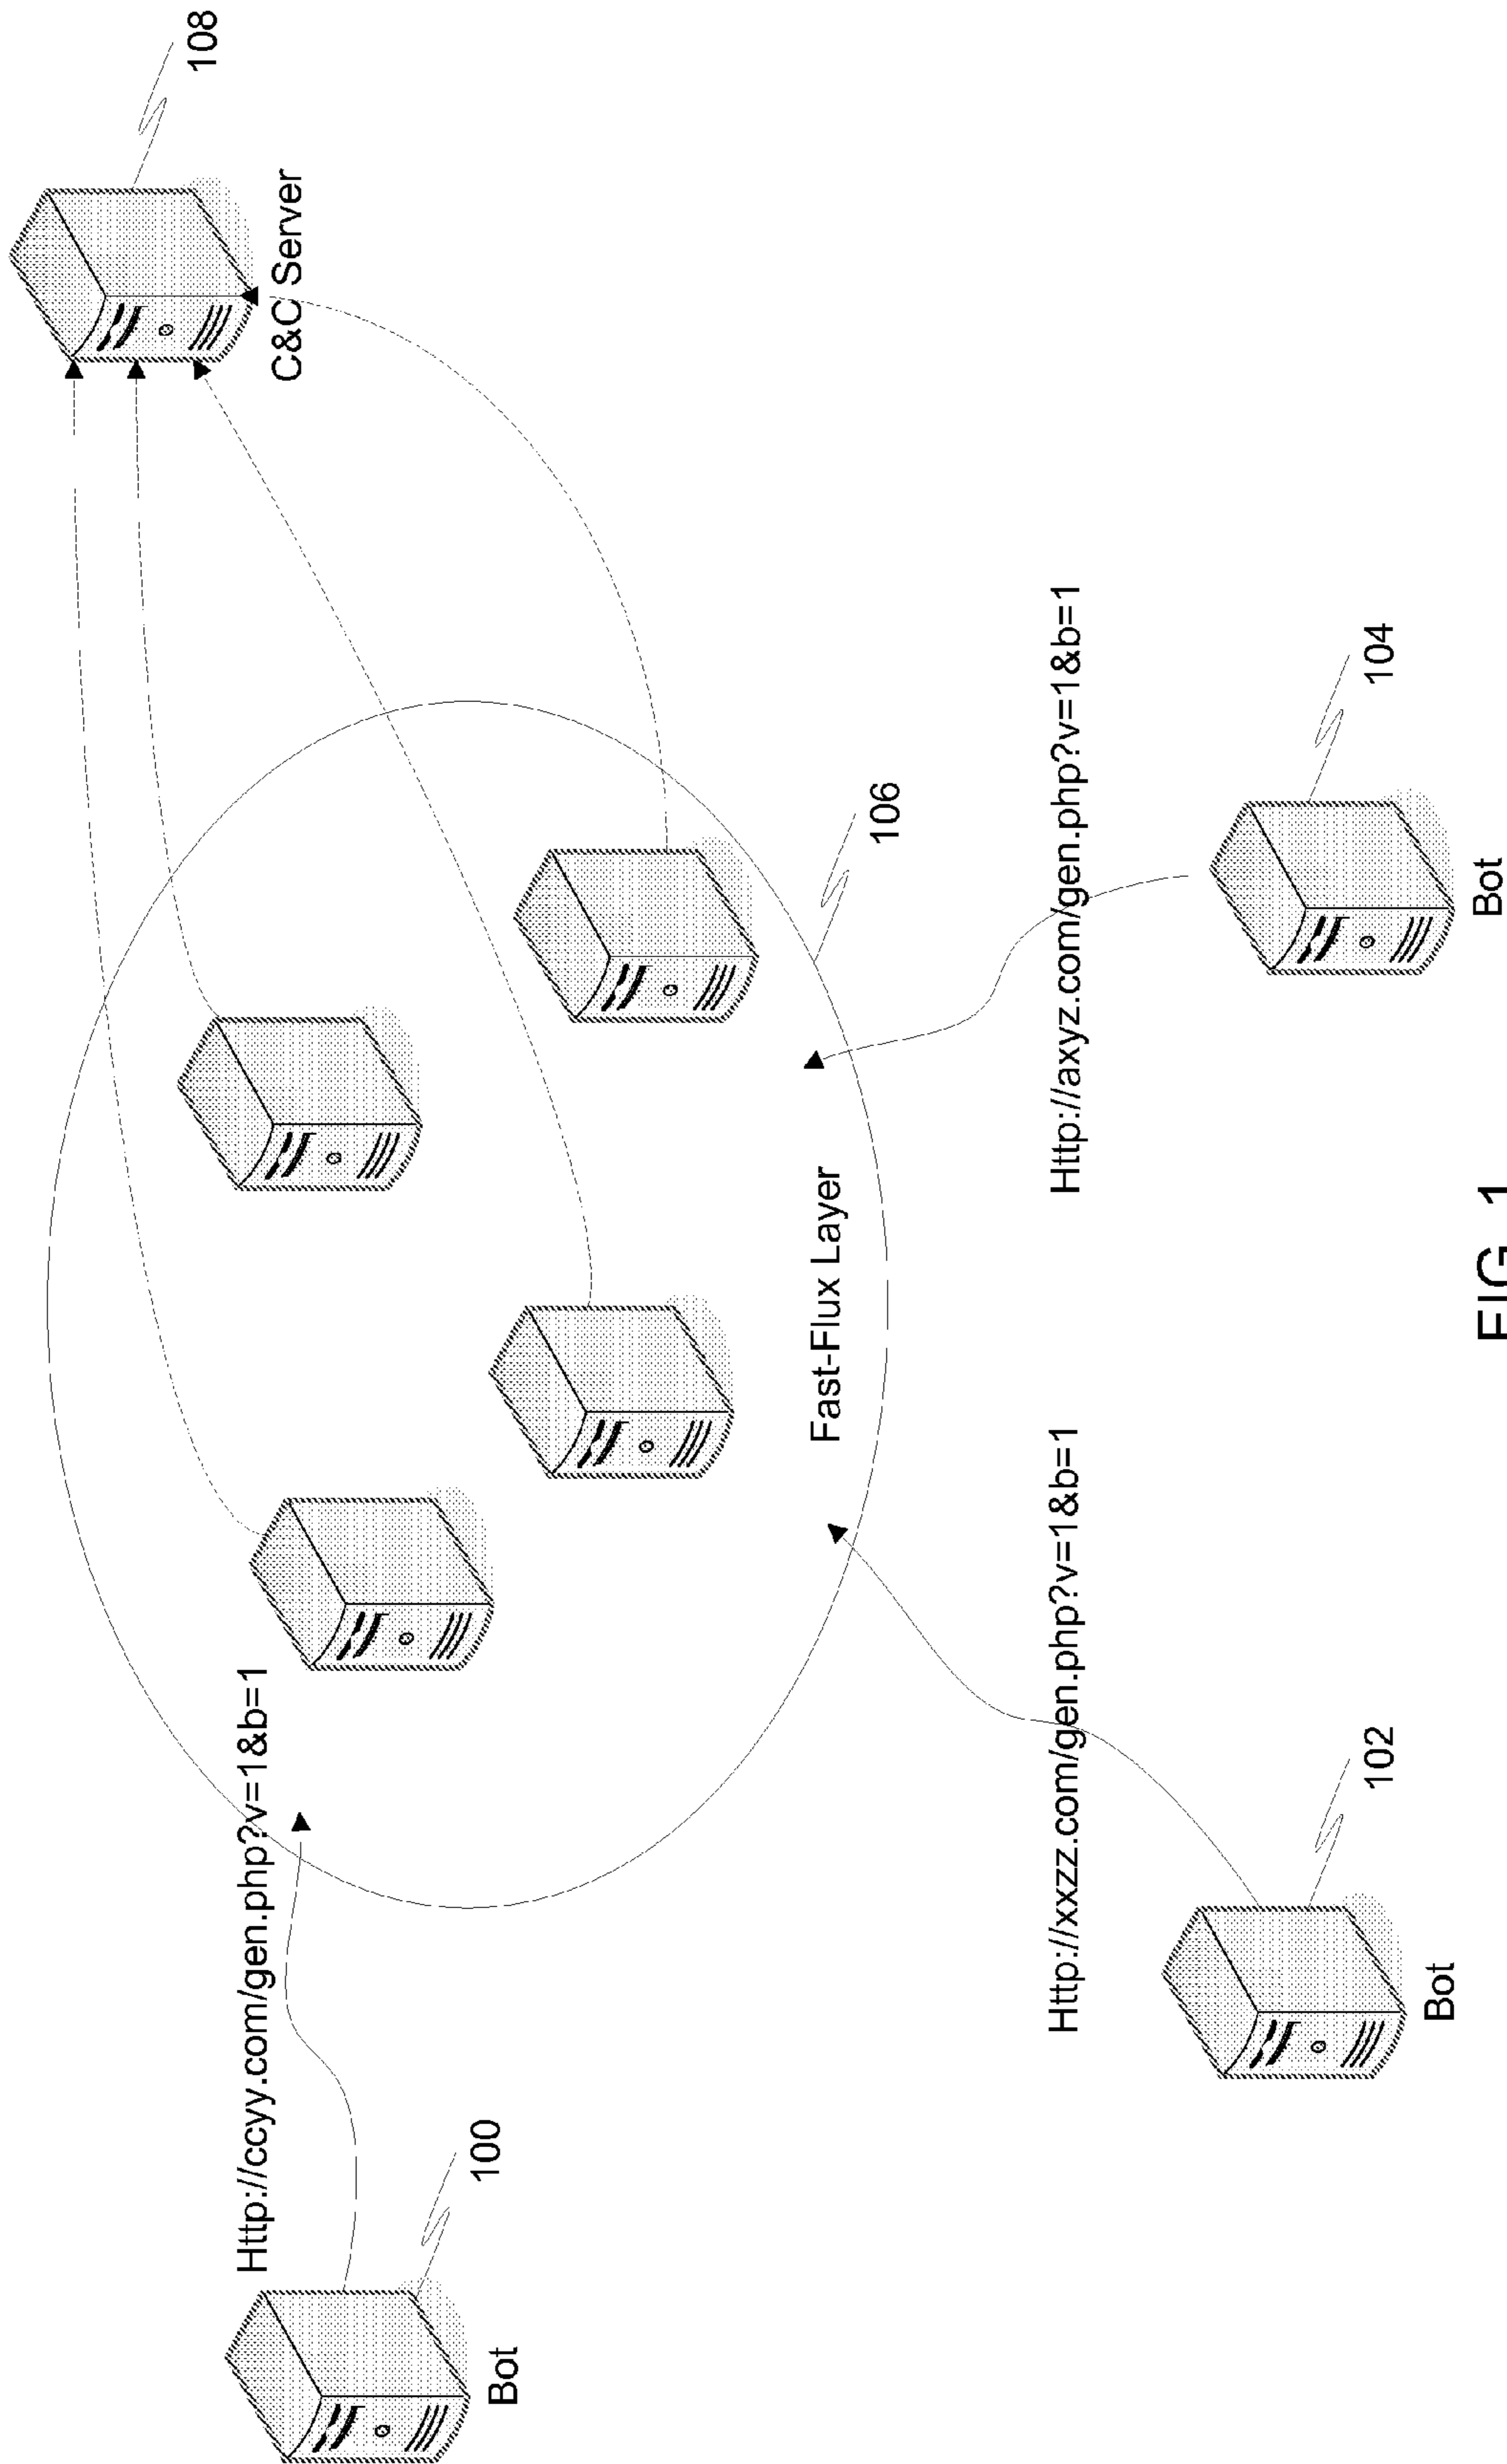 108
C&C Server
Http://ccyy.com/gen.php?v=1&b=1
100
Bot
106
Fast-Flux Layer
Http://xxzz.com/gen.php?v=1&b=1
Http://axyz.com/gen.php?v=1&b=1
102
Bot
104
Bot
FIG. 1